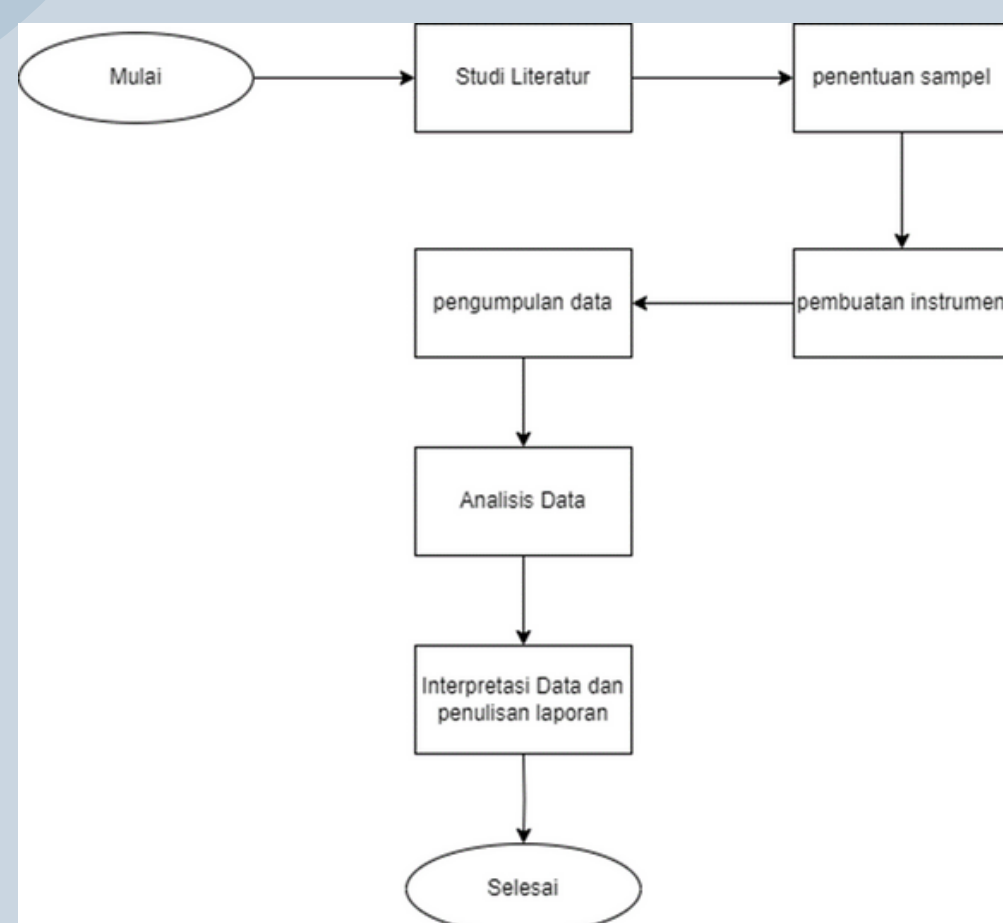 Mulai
Studi Literatur
penentuan sampel
pembuatan instrumen
pengumpulan data
Analisis Data
Interpretasi Data dan
penulisan laporan
Selesai